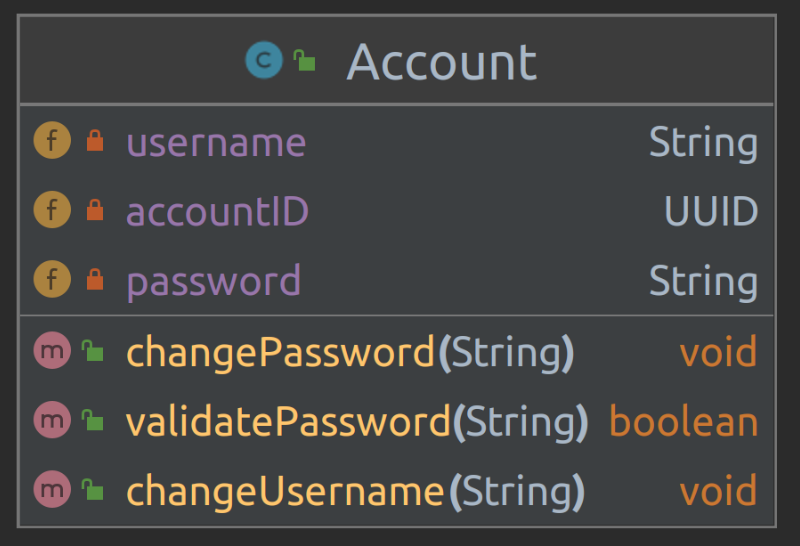 C Account
f username String
f accountID UUID
f password String
m changePassword(String) void
m validatePassword(String) boolean
m changeUsername(String) void